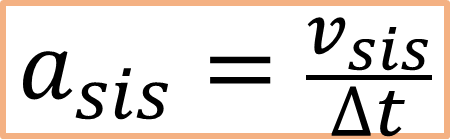 a_sis = v_sis / Δt